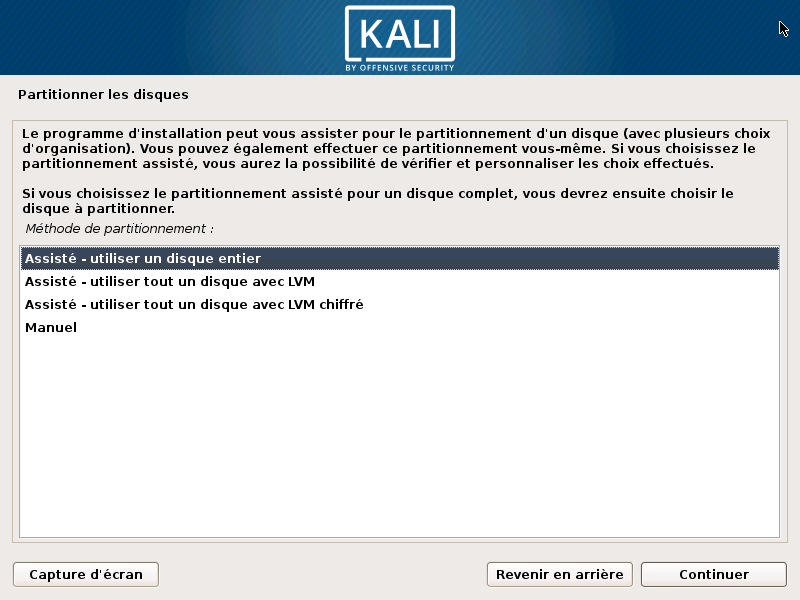 KALI
BY OFFENSIVE SECURITY
Partitionner les disques
Le programme d'installation peut vous assister pour le partitionnement d'un disque (avec plusieurs choix
d'organisation). Vous pouvez également effectuer ce partitionnement vous-même. Si vous choisissez le
partitionnement assisté, vous aurez la possibilité de vérifier et personnaliser les choix effectués.
Si vous choisissez le partitionnement assisté pour un disque complet, vous devrez ensuite choisir le
disque à partitionner.
Méthode de partitionnement :
Assisté - utiliser un disque entier
Assisté - utiliser tout un disque avec LVM
Assisté - utiliser tout un disque avec LVM chiffré
Manuel
Capture d'écran
Revenir en arrière
Continuer